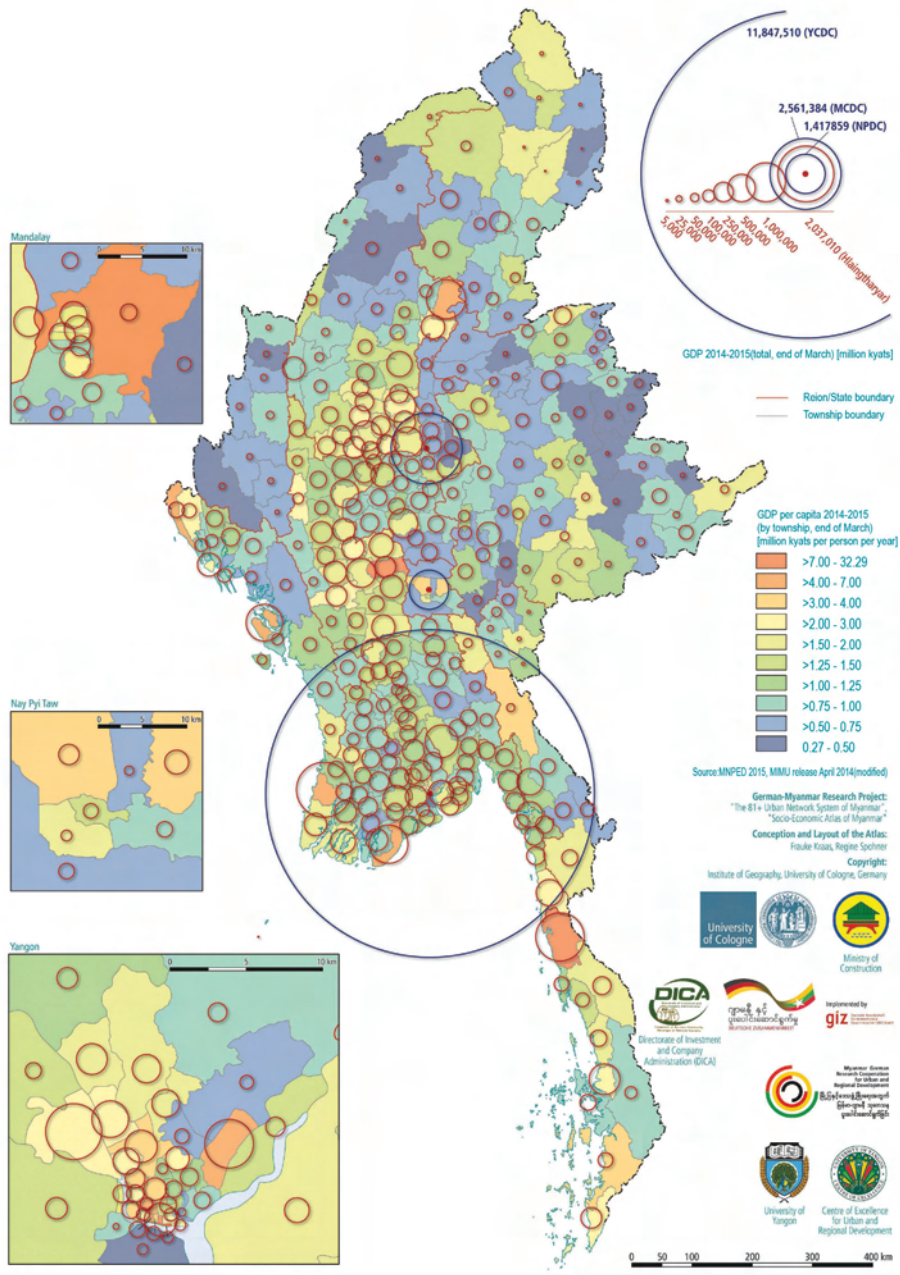 11,847,510 (YCDC)
2,561,384 (MCDC)
1,417859 (NPDC)
5,000
25,000
50,000
100,000
250,000
500,000
1,000,000
2,037,010 (Hlaingtharyar)
GDP 2014-2015(total, end of March) [million kyats]
Reion/State boundary
Township boundary
Mandalay
0 5 10 km
GDP per capita 2014-2015
(by township, end of March)
[million kyats per person per year]
>7.00 - 32.29
>4.00 - 7.00
>3.00 - 4.00
>2.00 - 3.00
>1.50 - 2.00
>1.25 - 1.50
>1.00 - 1.25
>0.75 - 1.00
>0.50 - 0.75
0.27 - 0.50
Nay Pyi Taw
0 5 10 km
Source:MNPED 2015, MIMU release April 2014(modified)
German-Myanmar Research Project:
"The 81+ Urban Network System of Myanmar",
"Socio-Economic Atlas of Myanmar"
Conception and Layout of the Atlas:
Frauke Kraas, Regine Spohner
Copyright:
Institute of Geography, University of Cologne, Germany
University
of Cologne
Ministry of
Construction
Yangon
0 5 10 km
DICA
Directorate of Investment
and Company
Administration (DICA)
Implemented by
giz
Myanmar German
Research Cooperation
for Urban and
Regional Development
University of
Yangon
Centre of Excellence
for Urban and
Regional Development
0 50 100 200 300 400 km